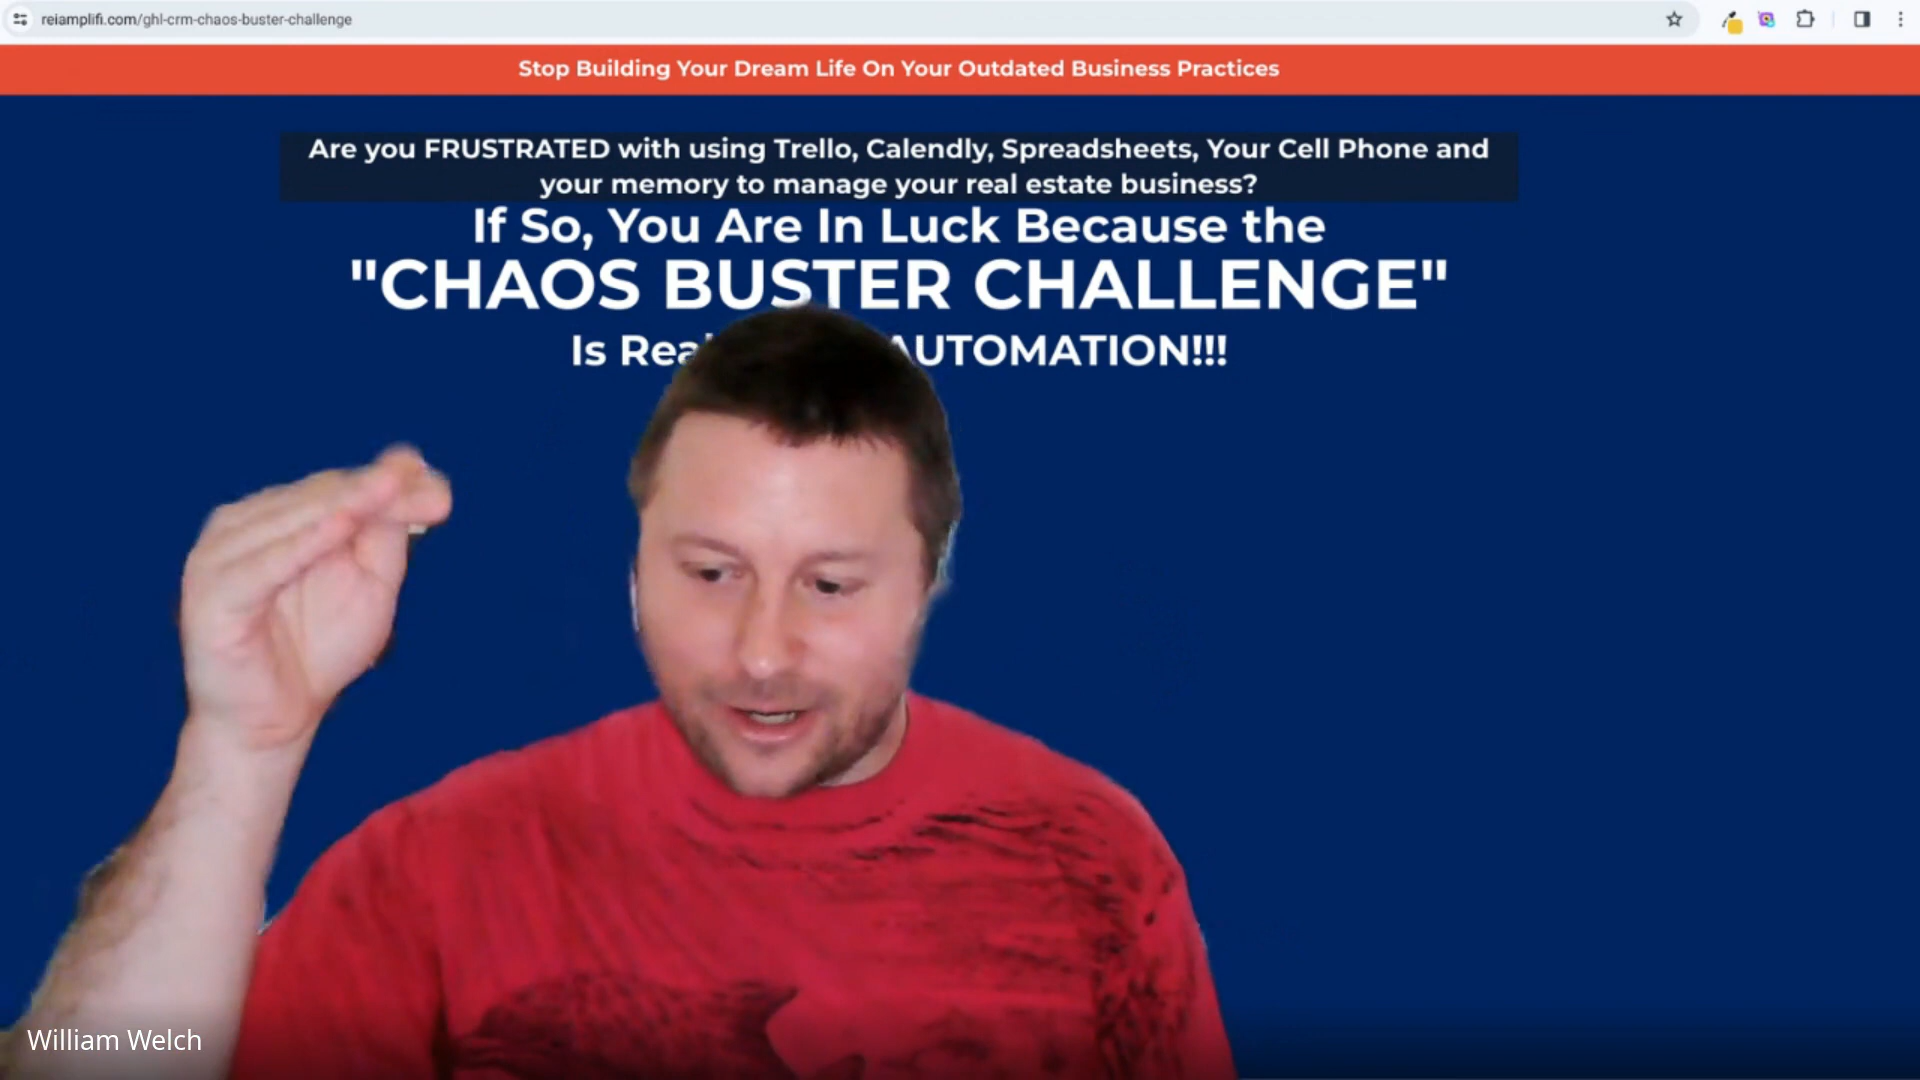 reiamplifi.com/ghl-crm-chaos-buster-challenge
Stop Building Your Dream Life On Your Outdated Business Practices
Are you FRUSTRATED with using Trello, Calendly, Spreadsheets, Your Cell Phone and
your memory to manage your real estate business?
If So, You Are In Luck Because the
"CHAOS BUSTER CHALLENGE"
Is AUTOMATION!!!
William Welch